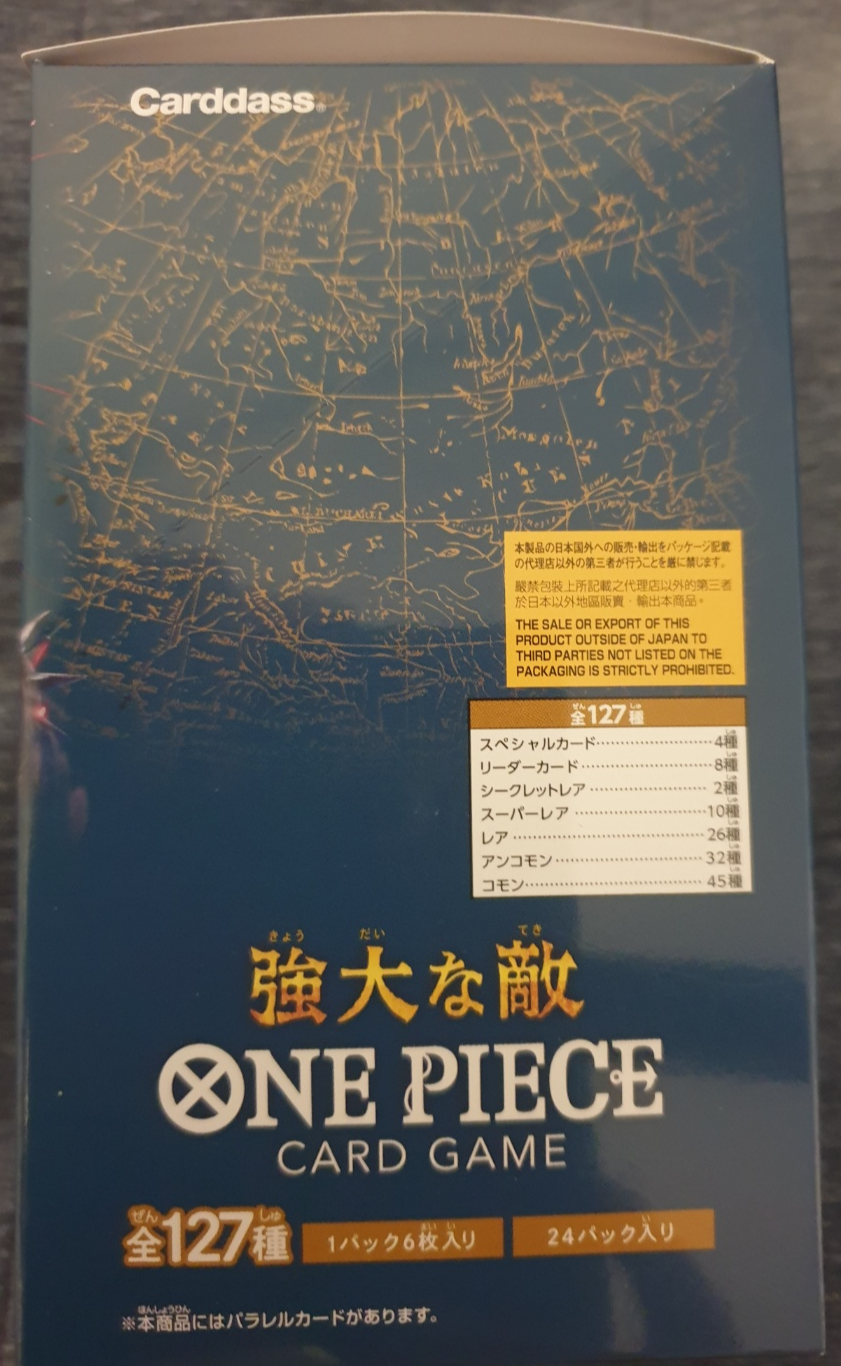 Carddass®
本製品の日本国外への販売・輸出をパッケージ記載
の代理店以外の第三者が行うことを厳に禁じます。
嚴禁包裝上所記載之代理店以外的第三者
於日本以外地區販賣・輸出本商品。
THE SALE OR EXPORT OF THIS
PRODUCT OUTSIDE OF JAPAN TO
THIRD PARTIES NOT LISTED ON THE
PACKAGING IS STRICTLY PROHIBITED.
全127種
スペシャルカード……………………4種
リーダーカード……………………8種
シークレットレア……………………2種
スーパーレア……………………10種
レア……………………26種
アンコモン……………………32種
コモン……………………45種
強大な敵
ONE PIECE
CARD GAME
全127種 1パック6枚入り 24パック入り
※本商品にはパラレルカードがあります。